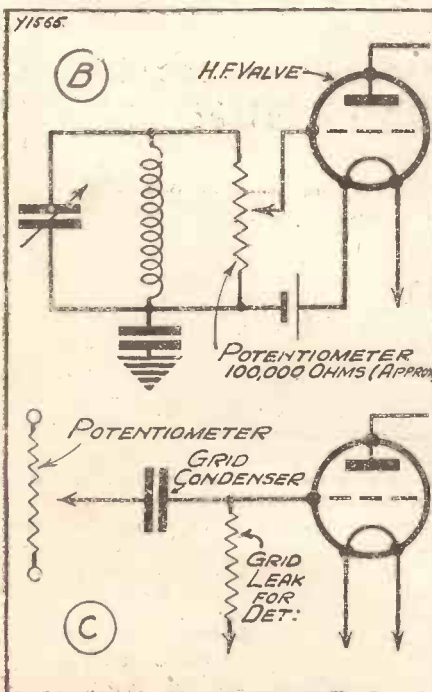 Y1565.
B
H.F. VALVE
POTENTIOMETER
100,000 OHMS (APPROX
POTENTIOMETER
GRID
CONDENSER
GRID
LEAK
FOR
DET:
C